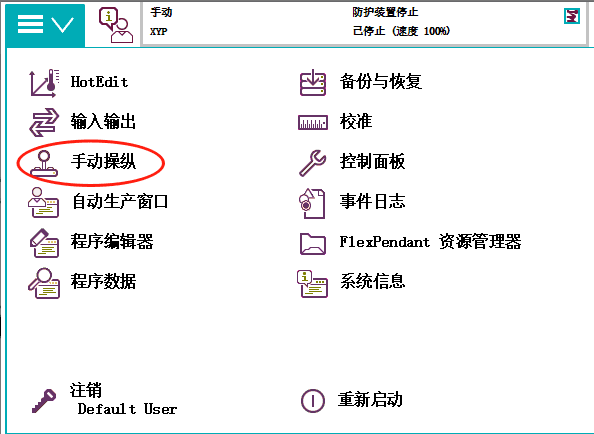 手动
防护装置停止
XYP
已停止 (速度 100%)
HotEdit
备份与恢复
输入输出
校准
手动操纵
控制面板
自动生产窗口
事件日志
程序编辑器
FlexPendant 资源管理器
程序数据
系统信息
注销
Default User
重新启动